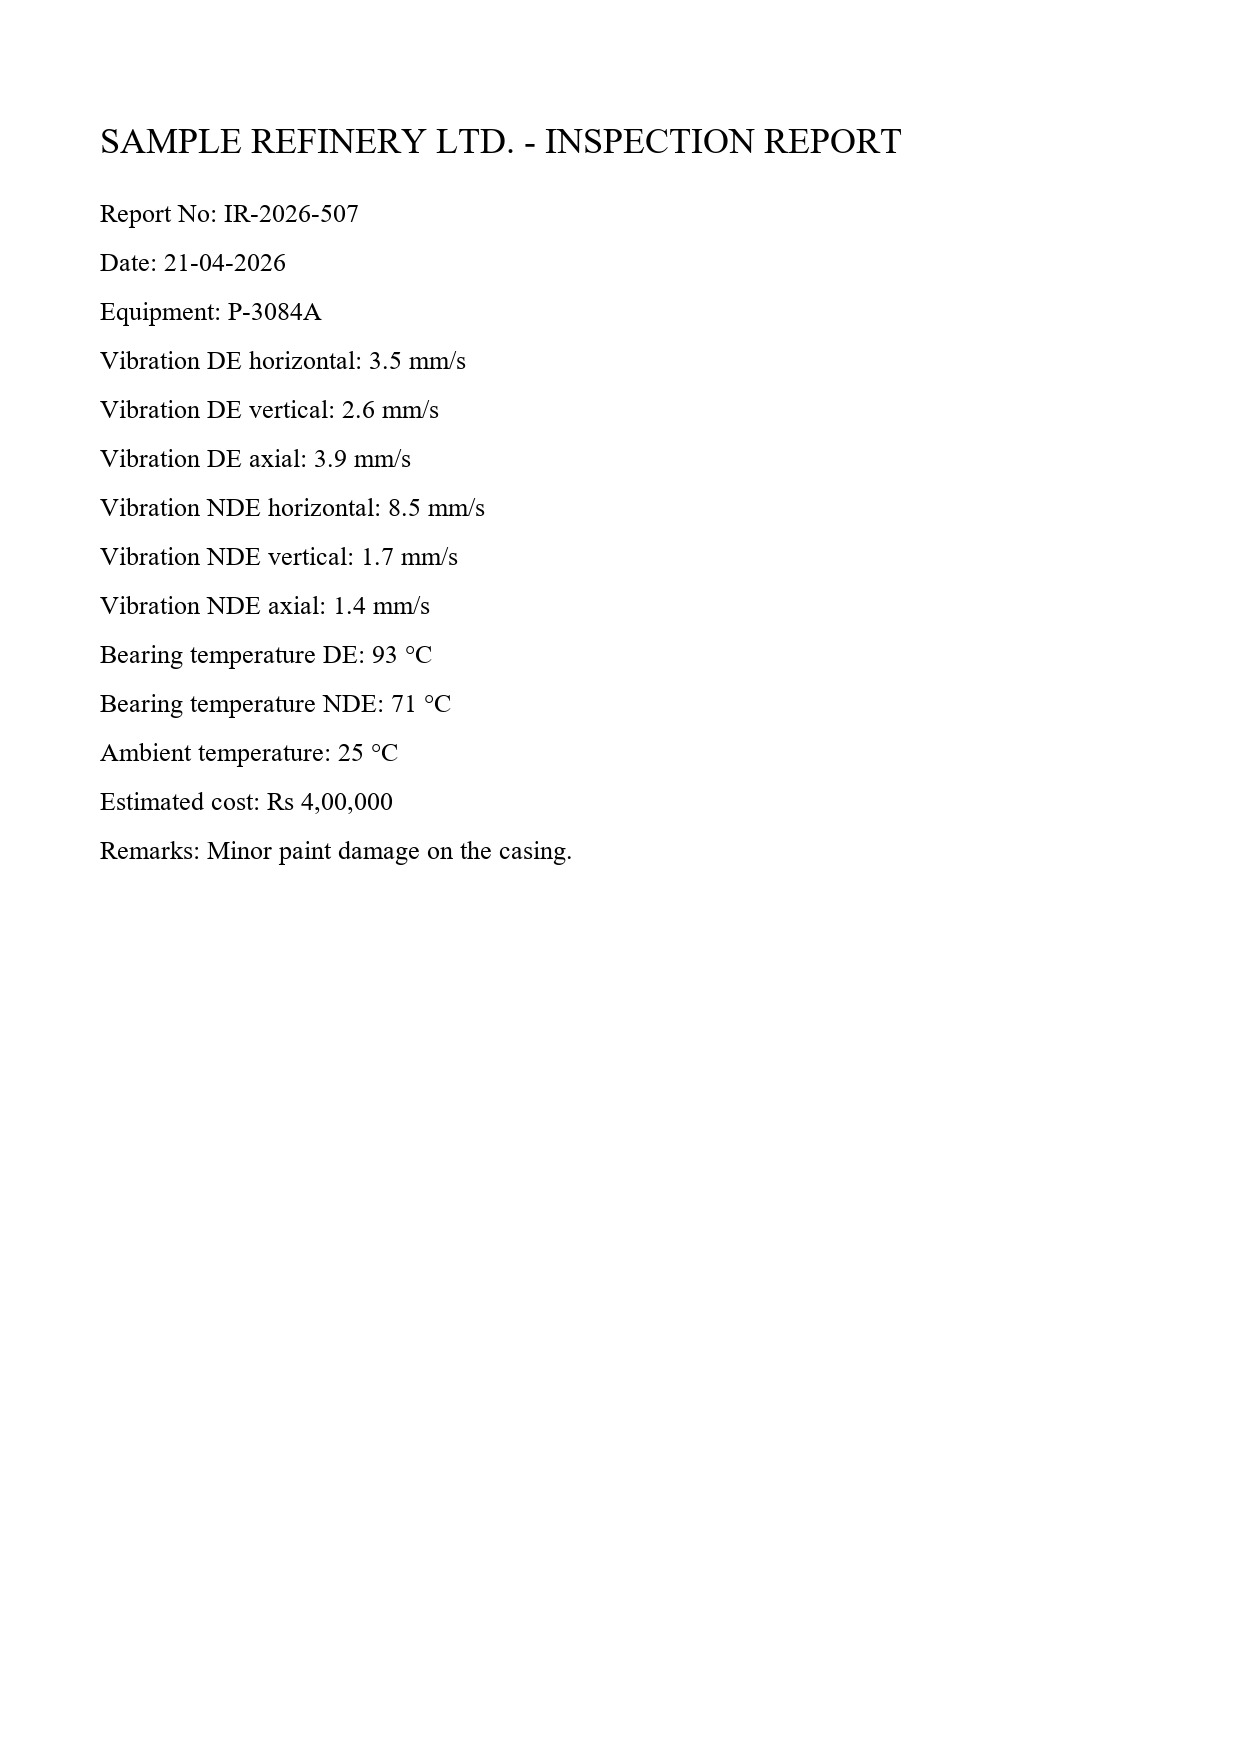 SAMPLE REFINERY LTD. - INSPECTION REPORT
Report No: IR-2026-507
Date: 21-04-2026
Equipment: P-3084A
Vibration DE horizontal: 3.5 mm/s
Vibration DE vertical: 2.6 mm/s
Vibration DE axial: 3.9 mm/s
Vibration NDE horizontal: 8.5 mm/s
Vibration NDE vertical: 1.7 mm/s
Vibration NDE axial: 1.4 mm/s
Bearing temperature DE: 93 °C
Bearing temperature NDE: 71 °C
Ambient temperature: 25 °C
Estimated cost: Rs 4,00,000
Remarks: Minor paint damage on the casing.